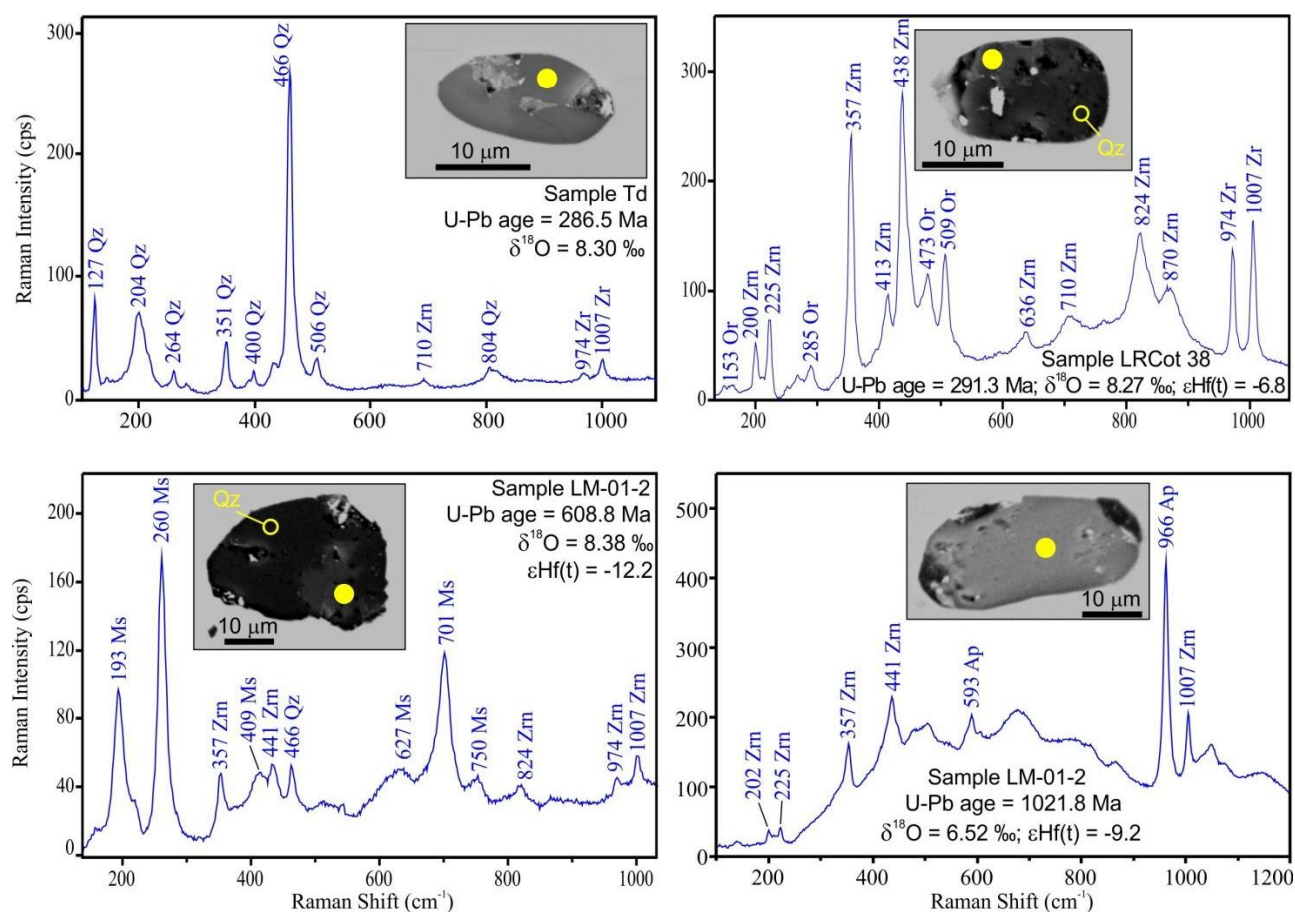 300
200
100
0
Raman Intensity (cps)
127 Qz
204 Qz
264 Qz
351 Qz
400 Qz
466 Qz
506 Qz
710 Zrn
804 Qz
974 Zr
1007 Zr
10 μm
Sample Td
U-Pb age = 286.5 Ma
δ18O = 8.30 ‰
200 400 600 800 1000
300
200
100
0
153 Or
200 Zrn
225 Zrn
285 Or
357 Zrn
413 Zrn
438 Zrn
473 Or
509 Or
636 Zrn
710 Zrn
824 Zrn
870 Zrn
974 Zr
1007 Zr
10 μm
Qz
Sample LRCot 38
U-Pb age = 291.3 Ma; δ18O = 8.27 ‰; εHf(t) = -6.8
200 400 600 800 1000
200
160
120
80
40
0
Raman Intensity (cps)
193 Ms
260 Ms
357 Zrn
409 Ms
441 Zrn
466 Qz
627 Ms
701 Ms
750 Ms
824 Zrn
974 Zrn
1007 Zrn
Qz
10 μm
Sample LM-01-2
U-Pb age = 608.8 Ma
δ18O = 8.38 ‰
εHf(t) = -12.2
200 400 600 800 1000
Raman Shift (cm-1)
500
400
300
200
100
0
202 Zrn
225 Zrn
357 Zrn
441 Zrn
593 Ap
966 Ap
1007 Zrn
10 μm
Sample LM-01-2
U-Pb age = 1021.8 Ma
δ18O = 6.52 ‰; εHf(t) = -9.2
200 400 600 800 1000 1200
Raman Shift (cm-1)